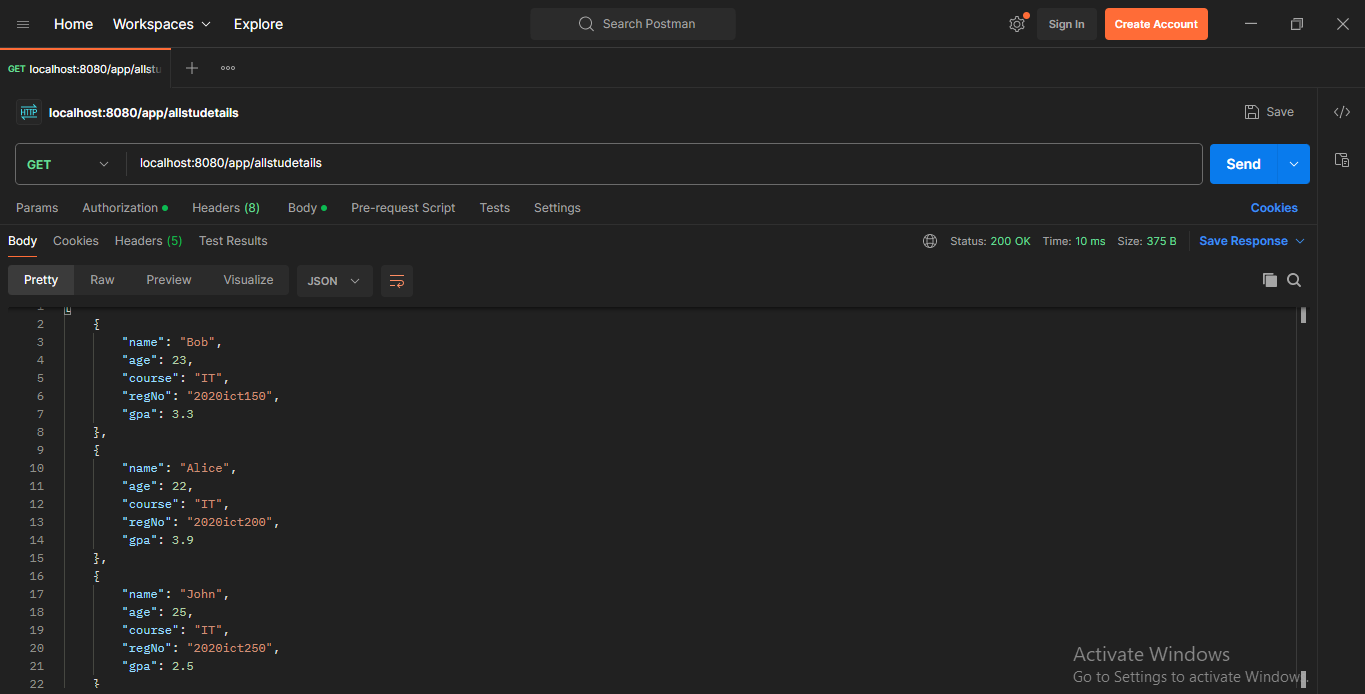 Home Workspaces Explore Search Postman Sign In Create Account
GET localhost:8080/app/allstu
HTTP localhost:8080/app/allstudetails Save
GET localhost:8080/app/allstudetails Send
Params Authorization Headers (8) Body Pre-request Script Tests Settings Cookies
Body Cookies Headers (5) Test Results Status: 200 OK Time: 10 ms Size: 375 B Save Response
Pretty Raw Preview Visualize JSON
1 [
2 {
3 "name": "Bob",
4 "age": 23,
5 "course": "IT",
6 "regNo": "2020ict150",
7 "gpa": 3.3
8 },
9 {
10 "name": "Alice",
11 "age": 22,
12 "course": "IT",
13 "regNo": "2020ict200",
14 "gpa": 3.9
15 },
16 {
17 "name": "John",
18 "age": 25,
19 "course": "IT",
20 "regNo": "2020ict250",
21 "gpa": 2.5
22 }
Activate Windows
Go to Settings to activate Windows.